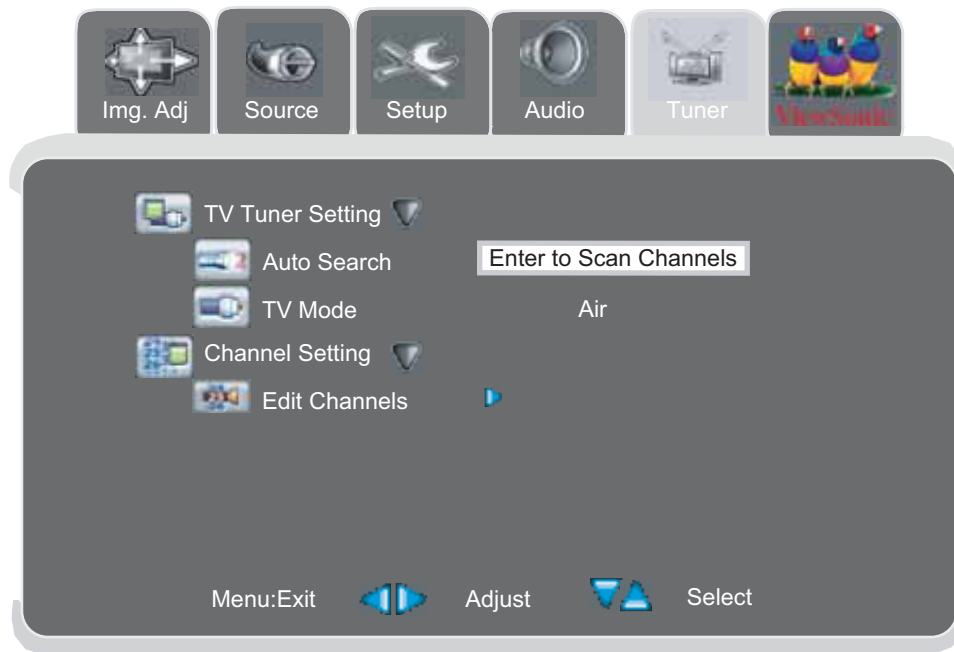 Img. Adj
Source
Setup
Audio
Tuner
ViewSonic
TV Tuner Setting
Auto Search
Enter to Scan Channels
TV Mode
Air
Channel Setting
Edit Channels
Menu:Exit
Adjust
Select